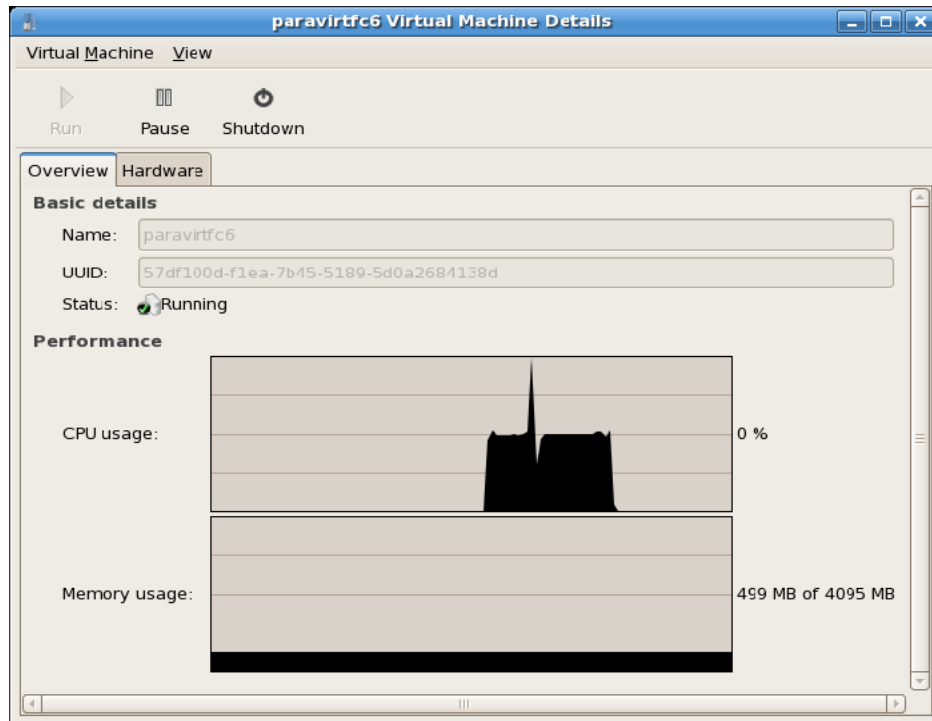 paravirtfc6 Virtual Machine Details
Virtual Machine View
Run Pause Shutdown
Overview Hardware
Basic details
Name: paravirtfc6
UUID: 57df100d-f1ea-7b45-5189-5d0a2684138d
Status: Running
Performance
CPU usage: 0 %
Memory usage: 499 MB of 4095 MB